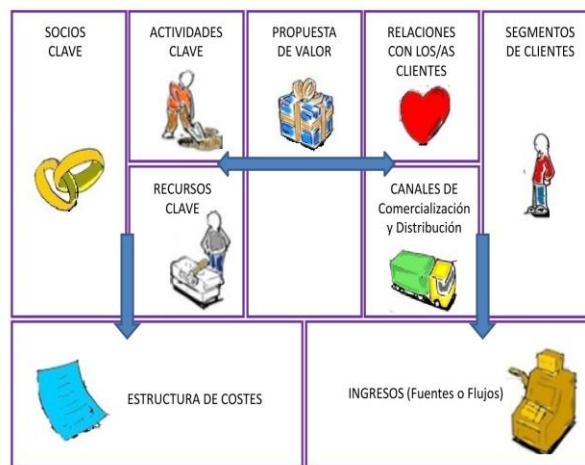 SOCIOS
CLAVE
ACTIVIDADES
CLAVE
PROPUESTA
DE VALOR
RELACIONES
CON LOS/AS
CLIENTES
SEGMENTOS
DE CLIENTES
RECURSOS
CLAVE
CANALES DE
Comercialización
y Distribución
ESTRUCTURA DE COSTES
INGRESOS (Fuentes o Flujos)